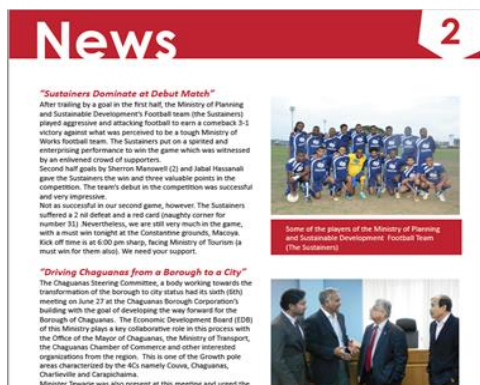 News
2
"Sustainers Dominate at Debut Match"
After trailing by a goal in the first half, the Ministry of Planning
and Sustainable Development's Football team (the Sustainers)
played aggressive and attacking football to earn a comeback 3-1
victory against what was perceived to be a tough Ministry of
Works football team. The Sustainers put on a spirited and
enterprising performance to win the game which was witnessed
by an enlivened crowd of supporters.
Second half goals by Sherron Manswell (2) and Jabal Hassanali
gave the Sustainers the win and three valuable points in the
competition. The team's debut in the competition was successful
and very impressive.
Not as successful in our second game, however. The Sustainers
suffered a 2 nil defeat and a red card (naughty corner for
number 31) .Nevertheless, we are still very much in the game,
with a must win tonight at the Constantine grounds, Macoya.
Kick off time is at 6:00 pm sharp, facing Ministry of Tourism (a
must win for them also). We need your support.
Some of the players of the Ministry of Planning
and Sustainable Development Football Team
(The Sustainers)
"Driving Chaguanas from a Borough to a City"
The Chaguanas Steering Committee, a body working towards the
transformation of the borough to city status had its sixth (6th)
meeting on June 27 at the Chaguanas Borough Corporation's
building with the goal of developing the way forward for the
Borough of Chaguanas. The Economic Development Board (EDB)
of this Ministry plays a key collaborative role in this process with
the Office of the Mayor of Chaguanas, the Ministry of Transport,
the Chaguanas Chamber of Commerce and other interested
organizations from the region. This is one of the Growth pole
areas characterized by the 4Cs namely Couva, Chaguanas,
Charlieville and Carapichaima.
Minister Tewarie was also present at this meeting and urged the